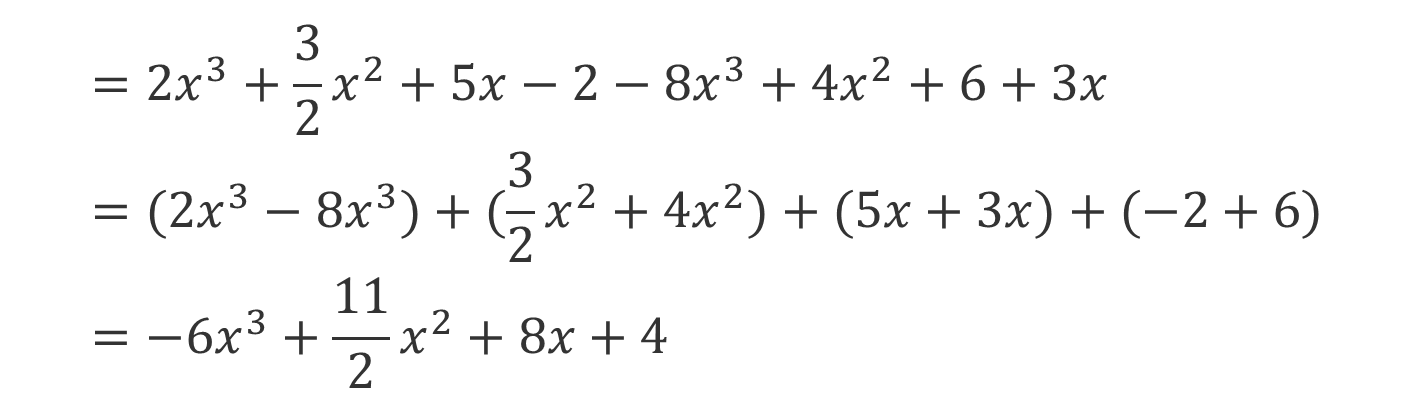 = 2x³ + 3/2 x² + 5x − 2 − 8x³ + 4x² + 6 + 3x
= (2x³ − 8x³) + (3/2 x² + 4x²) + (5x + 3x) + (−2 + 6)
= −6x³ + 11/2 x² + 8x + 4